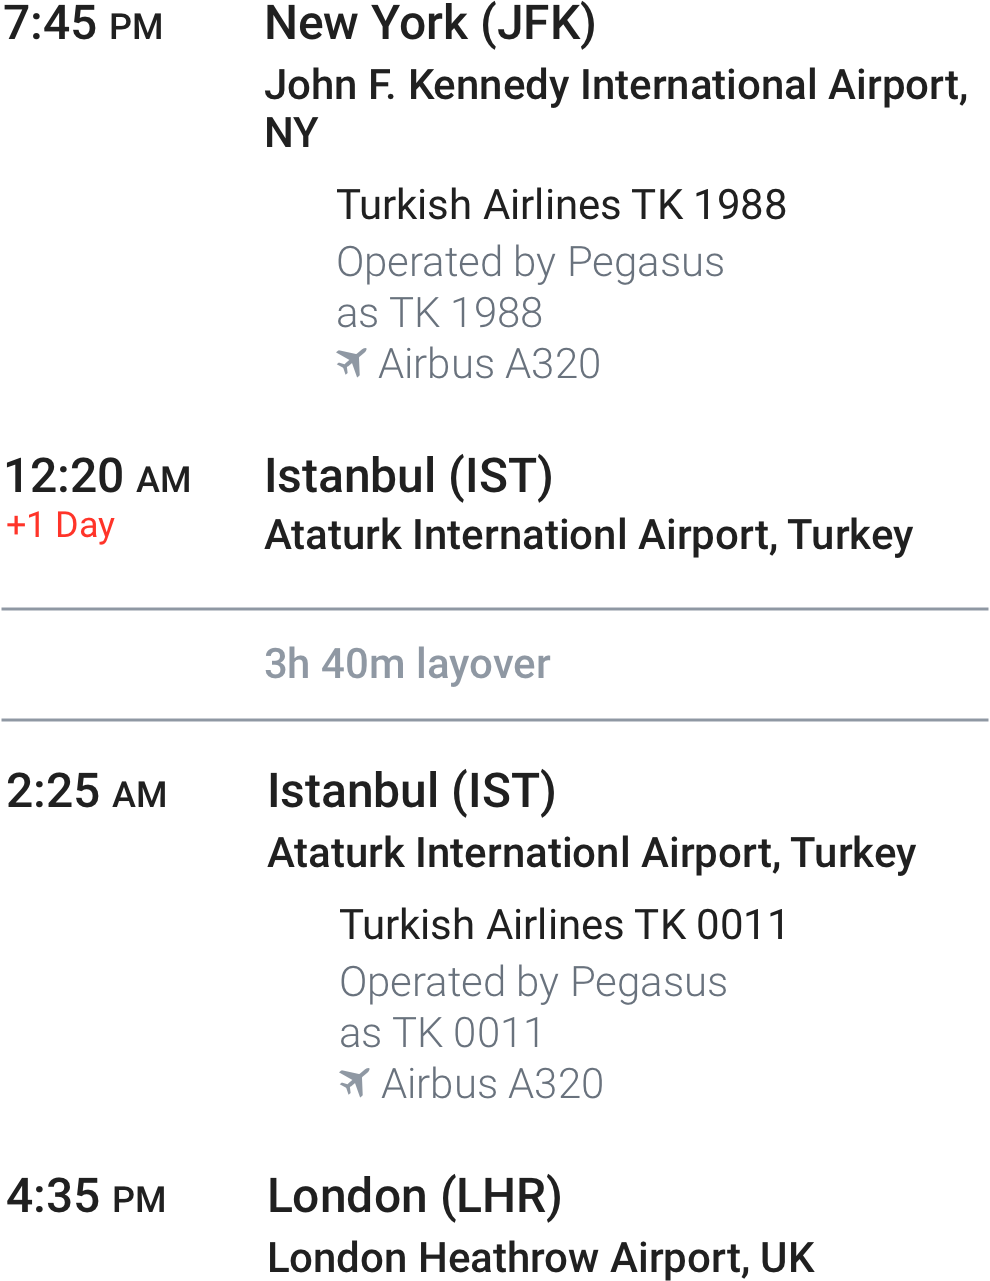 7:45 PM New York (JFK)
John F. Kennedy International Airport,
NY
Turkish Airlines TK 1988
Operated by Pegasus
as TK 1988
Airbus A320
12:20 AM Istanbul (IST)
+1 Day Ataturk Internationl Airport, Turkey
3h 40m layover
2:25 AM Istanbul (IST)
Ataturk Internationl Airport, Turkey
Turkish Airlines TK 0011
Operated by Pegasus
as TK 0011
Airbus A320
4:35 PM London (LHR)
London Heathrow Airport, UK